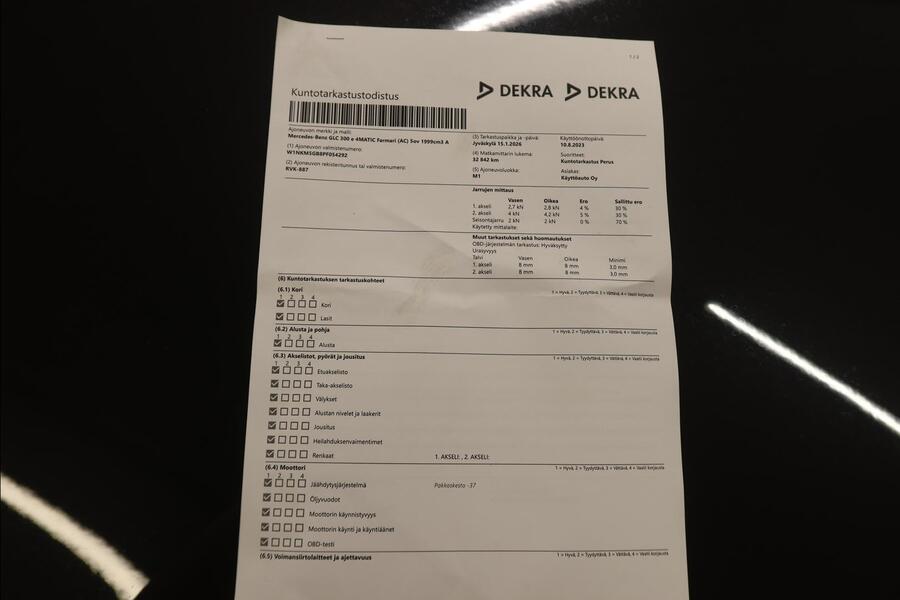 1 / 2
DEKRA DEKRA
Kuntotarkastustodistus
Ajoneuvon merkki ja malli:
Mercedes-Benz GLC 300 e 4MATIC Farmari (AC) 5ov 1999cm3 A
(1) Ajoneuvon valmistenumero:
W1NKM5GB8PF054292
(2) Ajoneuvon rekisteritunnus tai valmistenumero:
RVK-887
(3) Tarkastuspaikka ja -päivä:
Jyväskylä 15.1.2026
(4) Matkamittarin lukema:
32 842 km
(5) Ajoneuvoluokka:
M1
Käyttöönottopäivä
10.8.2023
Suoritteet:
Kuntotarkastus Perus
Asiakas:
Käyttöauto Oy
Jarrujen mittaus
Vasen Oikea Ero Sallittu ero
1. akseli 2,7 kN 2,8 kN 4 % 30 %
2. akseli 4 kN 4,2 kN 5 % 30 %
Seisontajarru 2 kN 2 kN 0 % 70 %
Käytetty mittalaite:
Muut tarkastukset sekä huomautukset
OBD-järjestelmän tarkastus: Hyväksytty
Urasyvyys
Talvi Vasen Oikea Minimi
1. akseli 8 mm 8 mm 3,0 mm
2. akseli 8 mm 8 mm 3,0 mm
(6) Kuntotarkastuksen tarkastuskohteet
(6.1) Kori 1 = Hyvä, 2 = Tyydyttävä, 3 = Välttävä, 4 = Vaatii korjausta
1 2 3 4
Kori
Lasit
(6.2) Alusta ja pohja 1 = Hyvä, 2 = Tyydyttävä, 3 = Välttävä, 4 = Vaatii korjausta
1 2 3 4
Alusta
(6.3) Akselistot, pyörät ja jousitus 1 = Hyvä, 2 = Tyydyttävä, 3 = Välttävä, 4 = Vaatii korjausta
1 2 3 4
Etuakselisto
Taka-akselisto
Välykset
Alustan nivelet ja laakerit
Jousitus
Heilahduksenvaimentimet
Renkaat 1. AKSELI: , 2. AKSELI:
(6.4) Moottori 1 = Hyvä, 2 = Tyydyttävä, 3 = Välttävä, 4 = Vaatii korjausta
1 2 3 4
Jäähdytysjärjestelmä Pakkaskesto -37
Öljyvuodot
Moottorin käynnistyvyys
Moottorin käynti ja käyntiäänet
OBD-testi
(6.5) Voimansiirtolaitteet ja ajettavuus 1 = Hyvä, 2 = Tyydyttävä, 3 = Välttävä, 4 = Vaatii korjausta